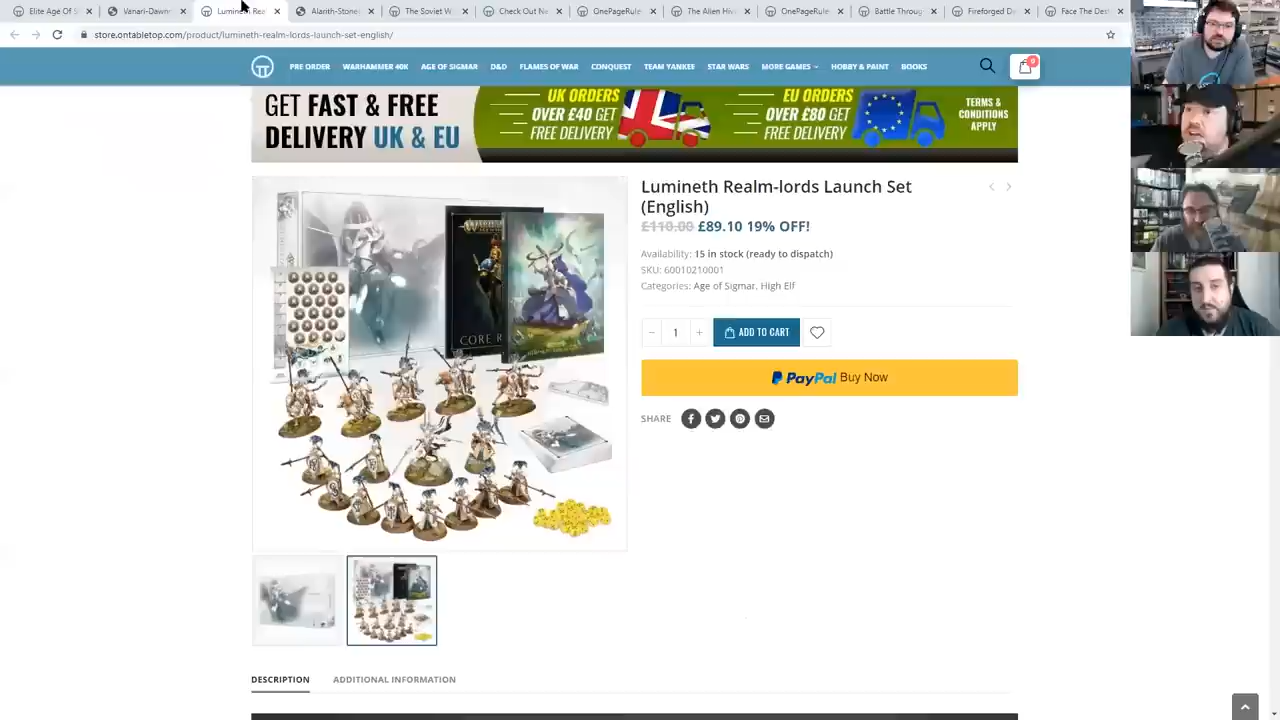 Elite Age Of S
Vanari-Dawnr
Lumineth Rea
Alarith-Stone
The Soviet W
Check Out Ne
OnePageRule
The Alien Hiv
OnePageRule
Battle Throug
Fireforged D
Face The Des
store.ontabletop.com/product/lumineth-realm-lords-launch-set-english/
PRE ORDER
WARHAMMER 40K
AGE OF SIGMAR
D&D
FLAMES OF WAR
CONQUEST
TEAM YANKEE
STAR WARS
MORE GAMES
HOBBY & PAINT
BOOKS
0
GET FAST & FREE
DELIVERY UK & EU
UK ORDERS
OVER £40 GET
FREE DELIVERY
EU ORDERS
OVER £80 GET
FREE DELIVERY
TERMS &
CONDITIONS
APPLY
CORE
Lumineth Realm-lords Launch Set
(English)
£110.00 £89.10 19% OFF!
Availability: 15 in stock (ready to dispatch)
SKU: 60010210001
Categories: Age of Sigmar, High Elf
- 1 +
ADD TO CART
PayPal Buy Now
SHARE
DESCRIPTION
ADDITIONAL INFORMATION